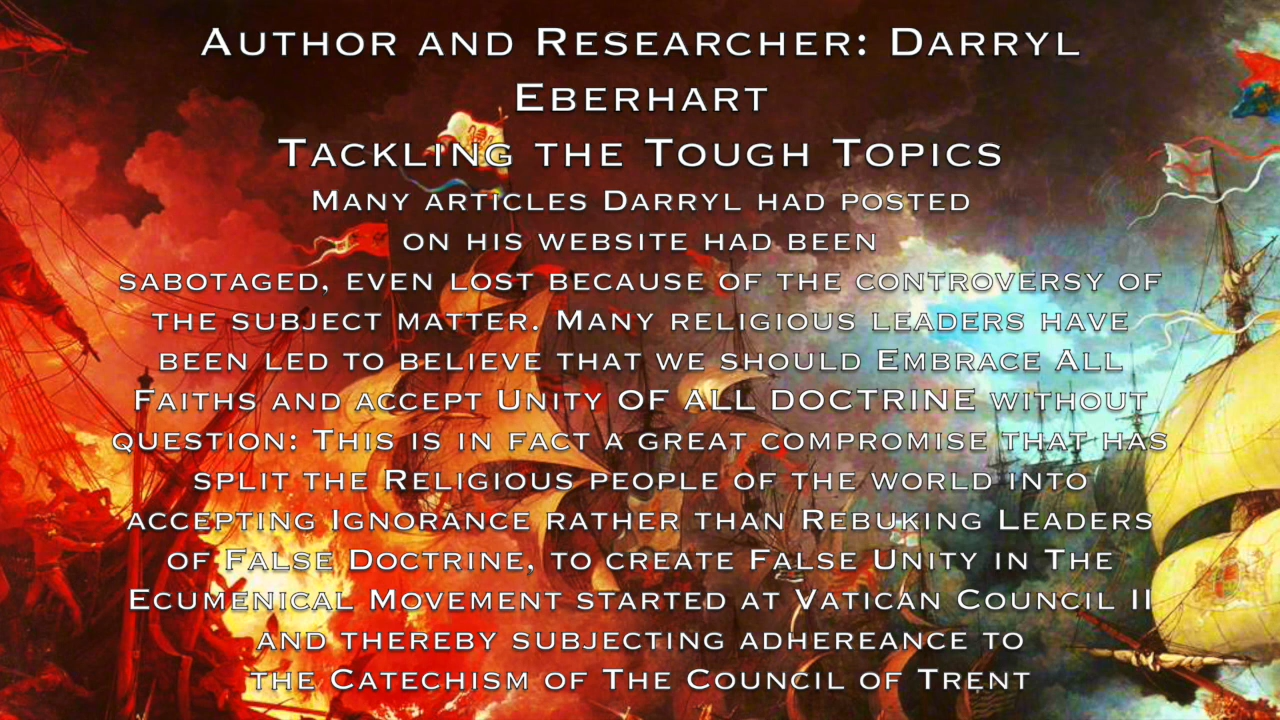 Author and Researcher: Darryl
Eberhart
Tackling the Tough Topics
Many articles Darryl had posted
on his website had been
sabotaged, even lost because of the controversy of
the subject matter. Many religious leaders have
been led to believe that we should Embrace All
Faiths and accept Unity OF ALL DOCTRINE without
question: This is in fact a great compromise that has
split the Religious people of the world into
accepting Ignorance rather than Rebuking Leaders
of False Doctrine, to create False Unity in The
Ecumenical Movement started at Vatican Council II
and thereby subjecting adhereance to
the Catechism of The Council of Trent